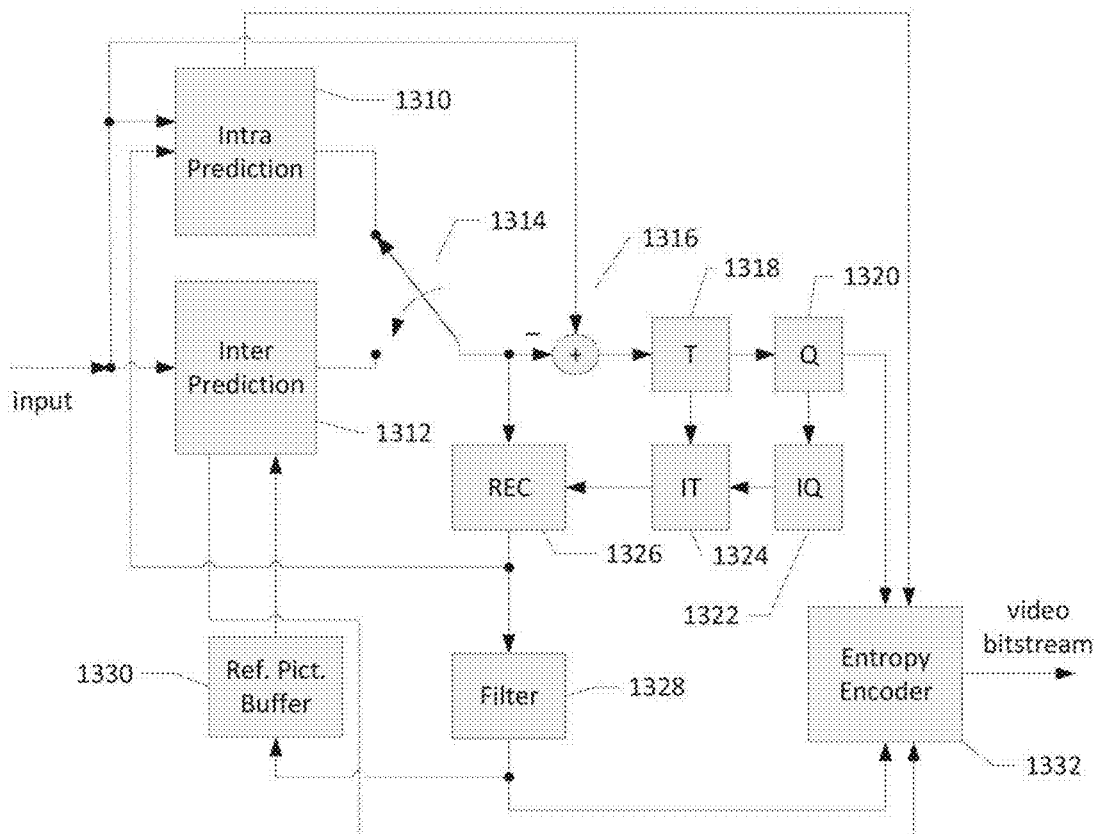 1310
Intra
Prediction
1314
1316
1318
1320
Inter
Prediction
input
1312
−
+
T
Q
REC
IT
IQ
1326
1324
1322
1330
Ref. Pict.
Buffer
Filter
1328
Entropy
Encoder
video
bitstream
1332